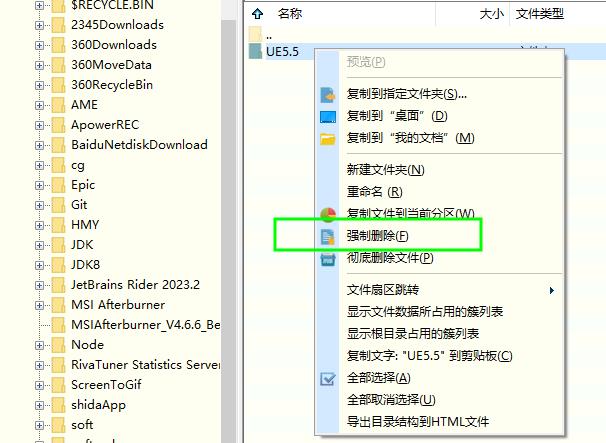 $RECYCLE.BIN
2345Downloads
360Downloads
360MoveData
360RecycleBin
AME
ApowerREC
BaiduNetdiskDownload
cg
Epic
Git
HMY
JDK
JDK8
JetBrains Rider 2023.2
MSI Afterburner
MSIAfterburner_V4.6.6_Be
Node
RivaTuner Statistics Server
ScreenToGif
shidaApp
soft
名称 大小 文件类型
..
UE5.5
预览(P)
复制到指定文件夹(S)...
复制到“桌面”(D)
复制到“我的文档”(M)
新建文件夹(N)
重命名 (R)
复制文件到当前分区(W)
强制删除(F)
彻底删除文件(P)
文件扇区跳转
显示文件数据所占用的簇列表
显示根目录占用的簇列表
复制文字: "UE5.5" 到剪贴板(C)
全部选择(A)
全部取消选择(U)
导出目录结构到HTML文件